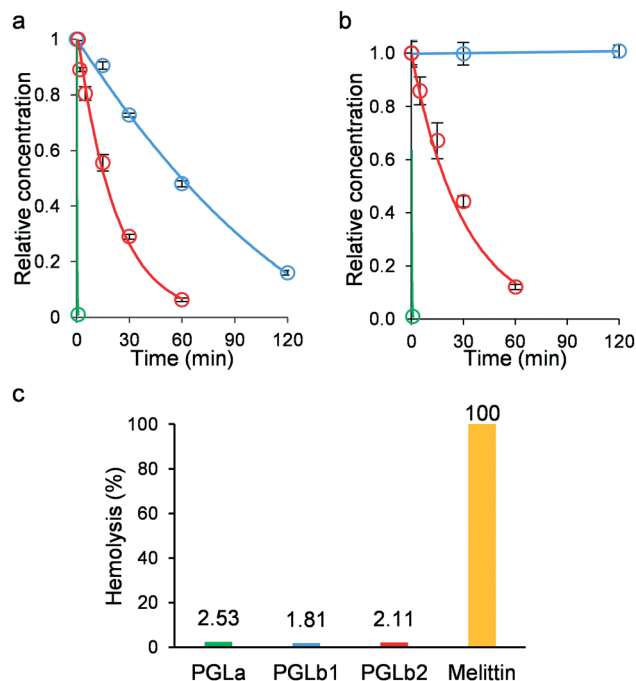 a
1
0.8
0.6
0.4
0.2
0
Relative concentration
0 30 60 90 120
Time (min)
b
1.0
0.8
0.6
0.4
0.2
0.0
Relative concentration
0 30 60 90 120
Time (min)
c
100
80
60
40
20
0
Hemolysis (%)
2.53 1.81 2.11 100
PGLa PGLb1 PGLb2 Melittin